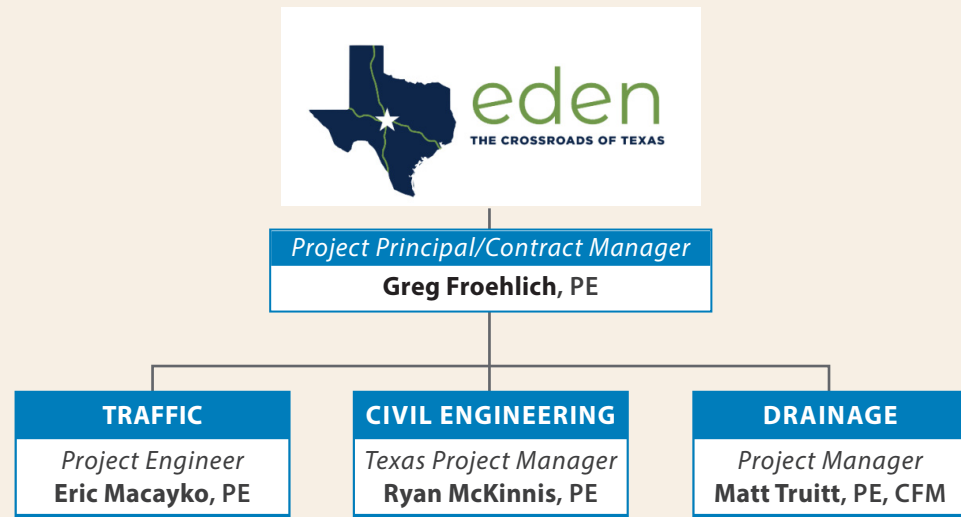 eden
THE CROSSROADS OF TEXAS
Project Principal/Contract Manager
Greg Froehlich, PE
TRAFFIC
Project Engineer
Eric Macayko, PE
CIVIL ENGINEERING
Texas Project Manager
Ryan McKinnis, PE
DRAINAGE
Project Manager
Matt Truitt, PE, CFM